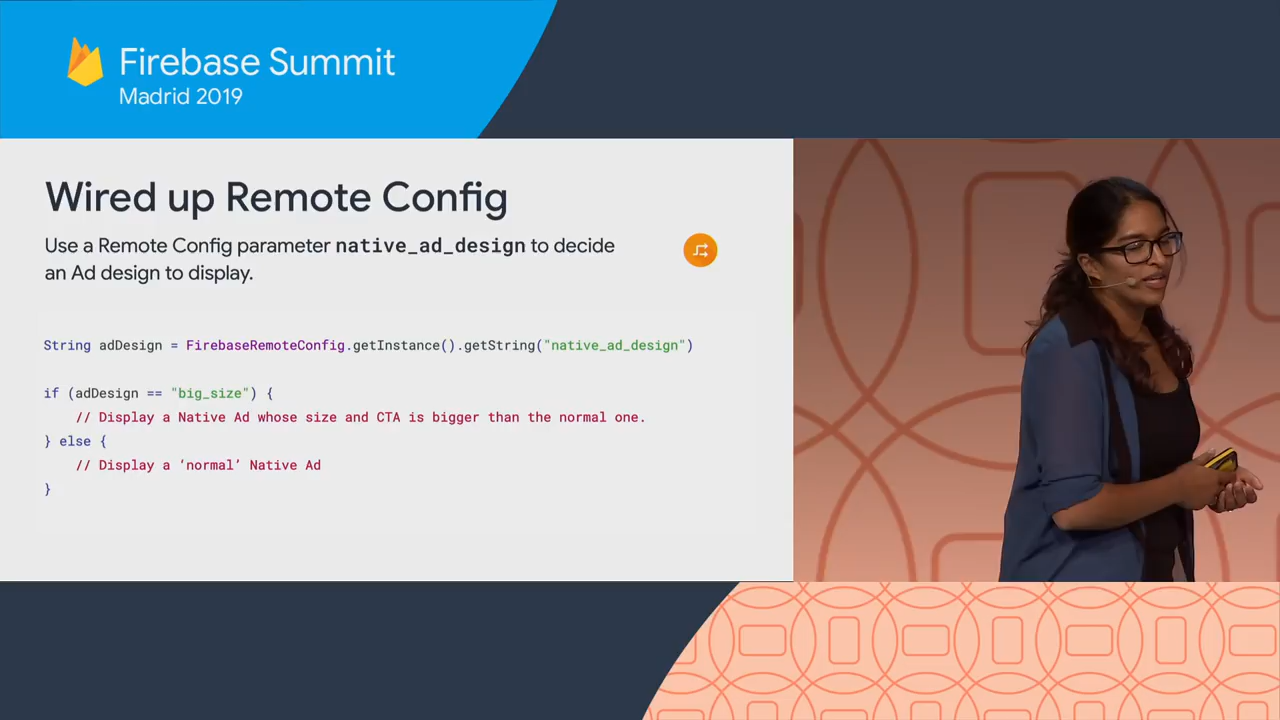 Firebase Summit
Madrid 2019
Wired up Remote Config
Use a Remote Config parameter native_ad_design to decide
an Ad design to display.
String adDesign = FirebaseRemoteConfig.getInstance().getString("native_ad_design")
if (adDesign == "big_size") {
// Display a Native Ad whose size and CTA is bigger than the normal one.
} else {
// Display a ‘normal’ Native Ad
}